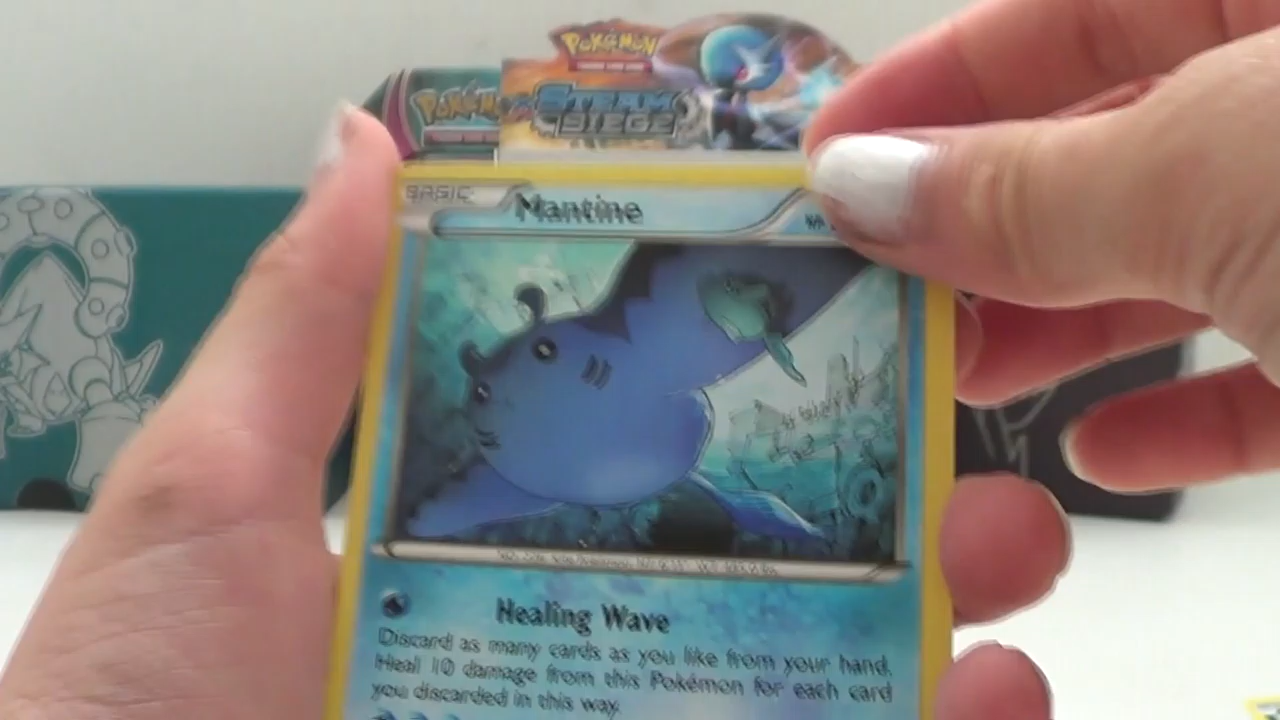 POKÉMON
POKÉMON
STEAM
SIEGE
BASIC
Mantine
Healing Wave
Discard as many cards as you like from your hand.
Heal 10 damage from this Pokémon for each card
you discarded in this way.